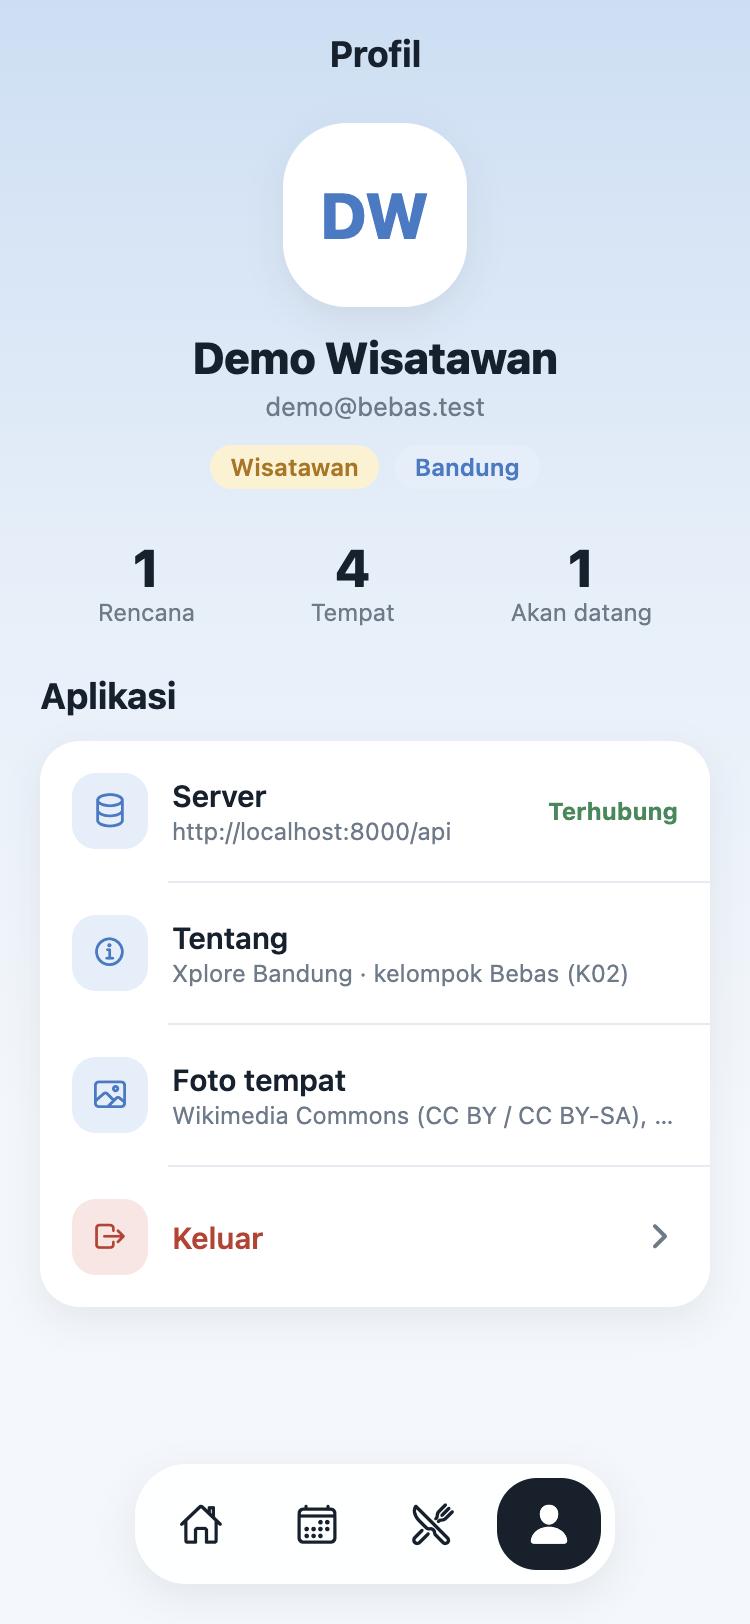 Profil
DW
Demo Wisatawan
demo@bebas.test
Wisatawan Bandung
1 4 1
Rencana Tempat Akan datang
Aplikasi
Server
http://localhost:8000/api
Terhubung
Tentang
Xplore Bandung · kelompok Bebas (K02)
Foto tempat
Wikimedia Commons (CC BY / CC BY-SA), ...
Keluar